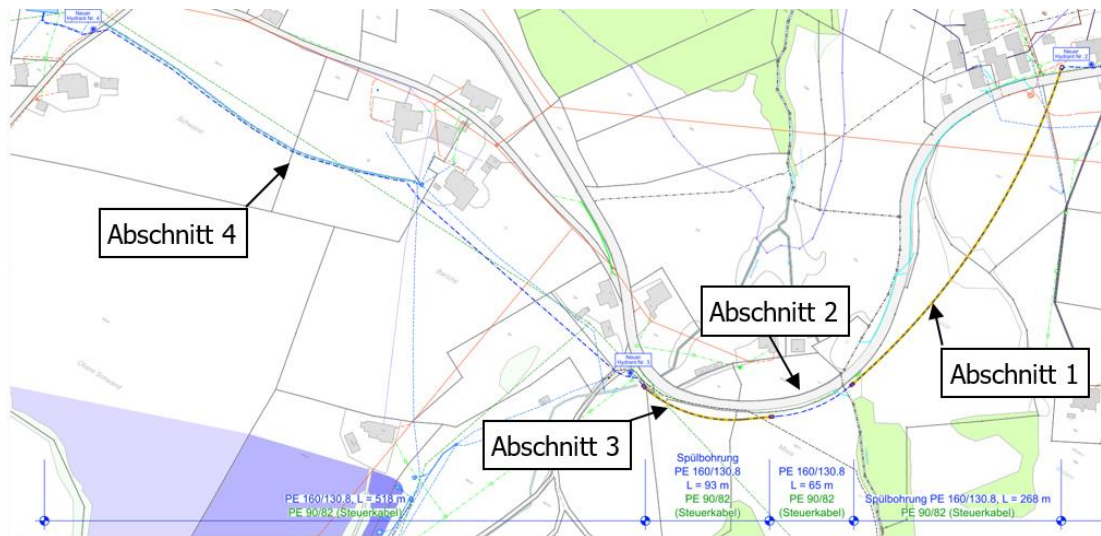 Neuer
Hydrant Nr. 4
Neuer
Hydrant Nr. 2
Schwand
Abschnitt 4
Abschnitt 2
Abschnitt 1
Neuer
Hydrant Nr. 3
Abschnitt 3
Obere Schwand
Spülbohrung
PE 160/130.8
L = 93 m
PE 90/82
(Steuerkabel)
PE 160/130.8
L = 65 m
PE 90/82
(Steuerkabel)
PE 160/130.8, L = 518 m
PE 90/82 (Steuerkabel)
Spülbohrung PE 160/130.8, L = 268 m
PE 90/82 (Steuerkabel)